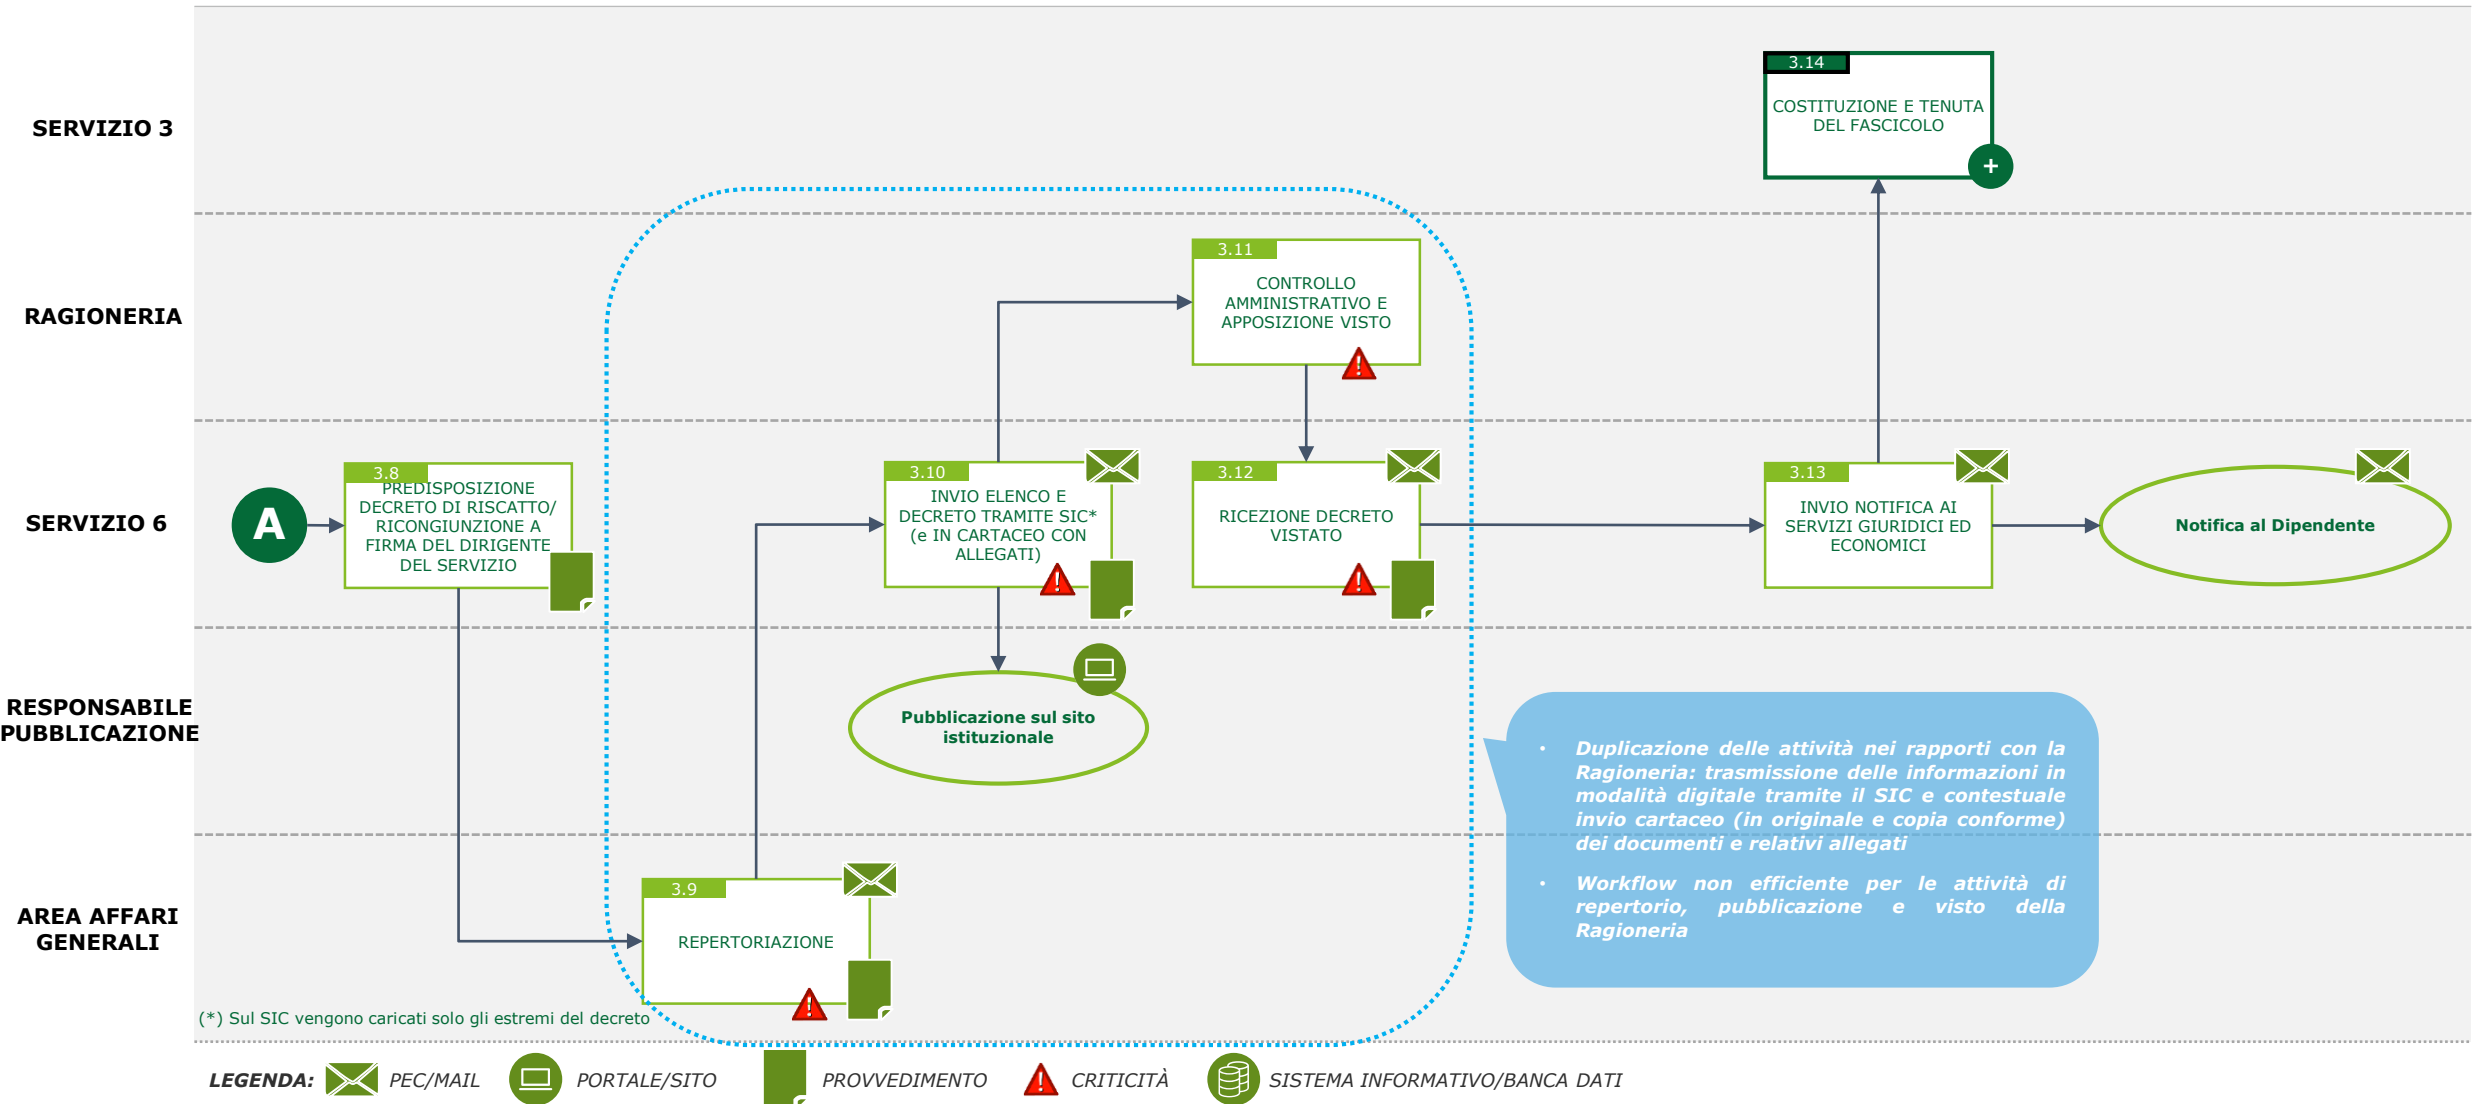 SERVIZIO 3
3.14
COSTITUZIONE E TENUTA
DEL FASCICOLO
+
RAGIONERIA
3.11
CONTROLLO
AMMINISTRATIVO E
APPOSIZIONE VISTO
SERVIZIO 6
A
3.8
PREDISPOSIZIONE
DECRETO DI RISCATTO/
RICONGIUNZIONE A
FIRMA DEL DIRIGENTE
DEL SERVIZIO
3.10
INVIO ELENCO E
DECRETO TRAMITE SIC*
(e IN CARTACEO CON
ALLEGATI)
3.12
RICEZIONE DECRETO
VISTATO
3.13
INVIO NOTIFICA AI
SERVIZI GIURIDICI ED
ECONOMICI
Notifica al Dipendente
RESPONSABILE
PUBBLICAZIONE
Pubblicazione sul sito
istituzionale
• Duplicazione delle attività nei rapporti con la
Ragioneria: trasmissione delle informazioni in
modalità digitale tramite il SIC e contestuale
invio cartaceo (in originale e copia conforme)
dei documenti e relativi allegati
• Workflow non efficiente per le attività di
repertorio, pubblicazione e visto della
Ragioneria
AREA AFFARI
GENERALI
3.9
REPERTORIAZIONE
(*) Sul SIC vengono caricati solo gli estremi del decreto
LEGENDA: PEC/MAIL PORTALE/SITO PROVVEDIMENTO CRITICITÀ SISTEMA INFORMATIVO/BANCA DATI